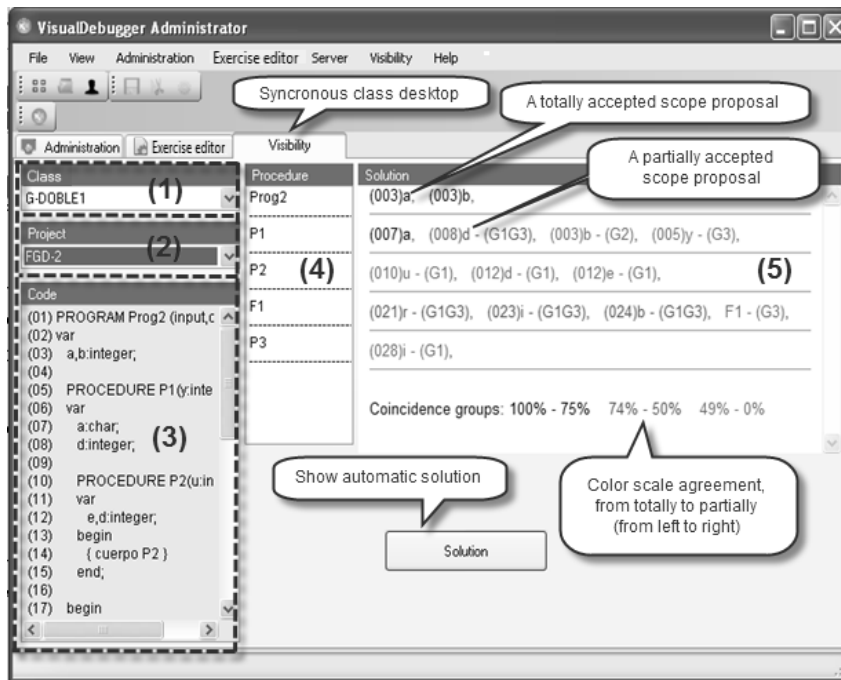 VisualDebugger Administrator
File View Administration Exercise editor Server Visibility Help
Syncronous class desktop
A totally accepted scope proposal
A partially accepted
scope proposal
Administration Exercise editor Visibility
Class
(1)
G-DOBLE1
Project
(2)
FGD-2
Code
(01) PROGRAM Prog2 (input,c
(02) var
(03) a,b:integer;
(04)
(05) PROCEDURE P1(y:inte
(06) var
(07) a:char;
(08) d:integer;
(09)
(10) PROCEDURE P2(u:in
(11) var
(12) e,d:integer;
(13) begin
(14) { cuerpo P2 }
(15) end;
(16)
(17) begin
(3)
Procedure
Prog2
P1
P2
F1
P3
(4)
Solution
(003)a, (003)b,
(007)a, (008)d - (G1G3), (003)b - (G2), (005)y - (G3),
(010)u - (G1), (012)d - (G1), (012)e - (G1),
(021)r - (G1G3), (023)i - (G1G3), (024)b - (G1G3), F1 - (G3),
(028)i - (G1),
(5)
Coincidence groups: 100% - 75% 74% - 50% 49% - 0%
Show automatic solution
Color scale agreement,
from totally to partially
(from left to right)
Solution